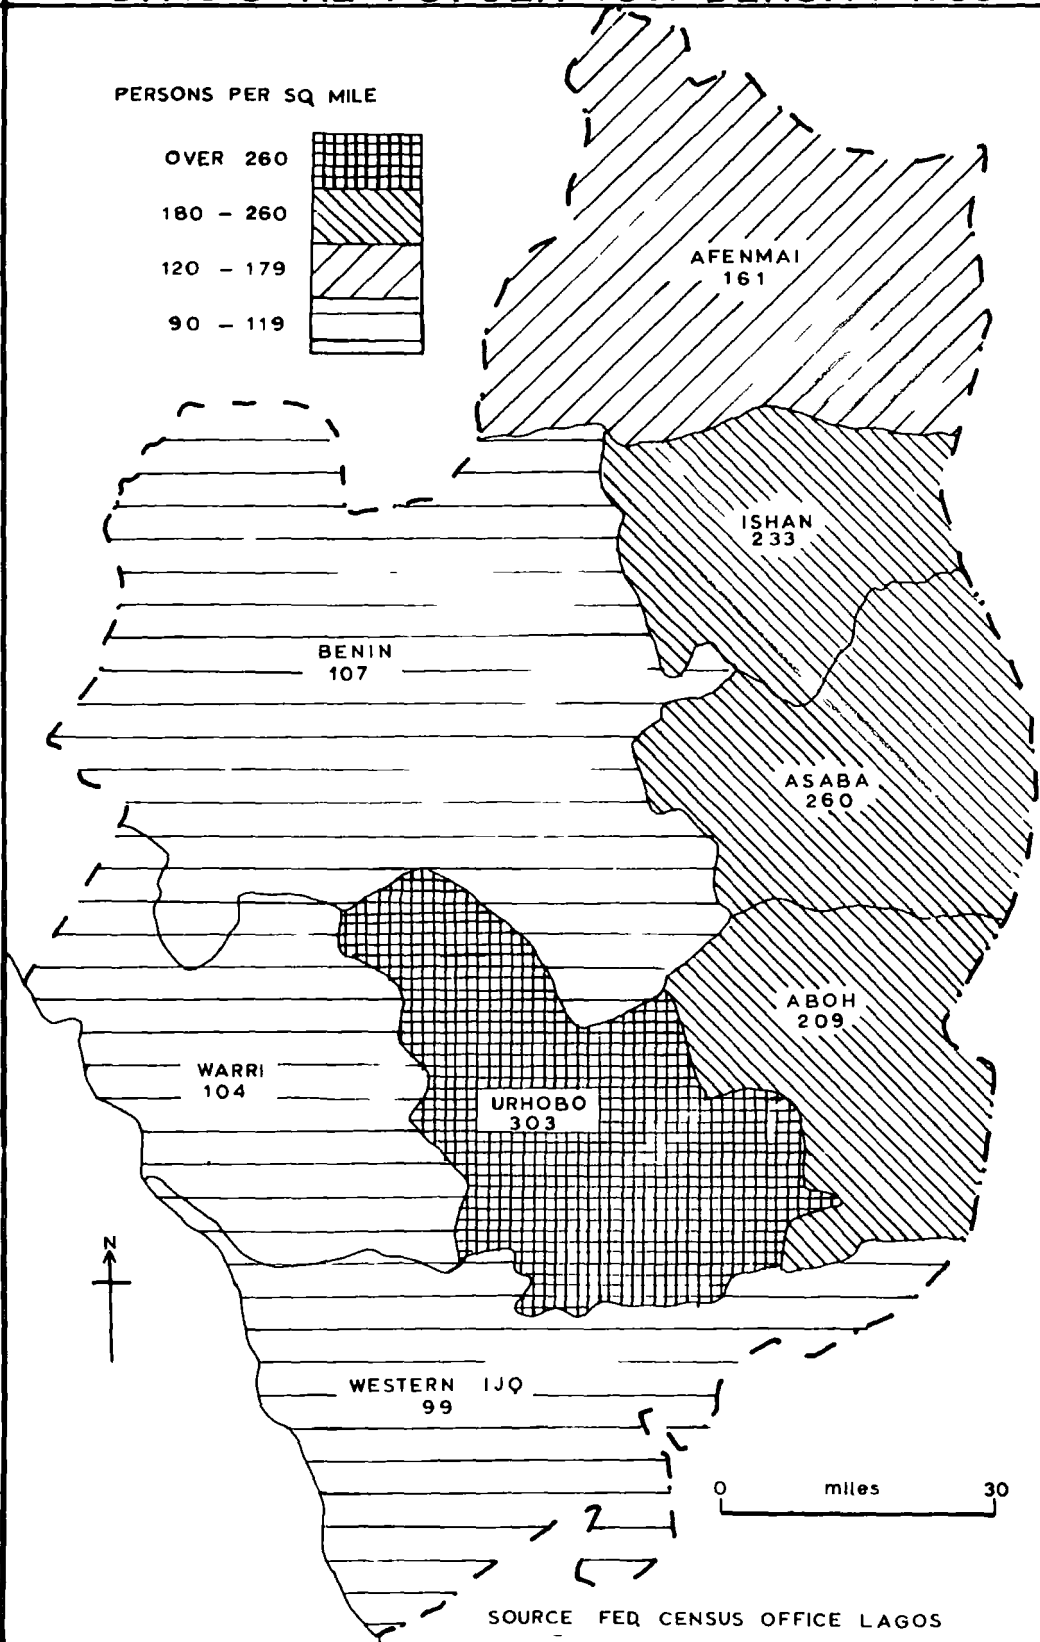 PERSONS PER SQ MILE
OVER 260
180 – 260
120 – 179
90 – 119
AFENMAI
161
ISHAN
233
BENIN
107
ASABA
260
ABOH
209
WARRI
104
URHOBO
303
N
WESTERN IJO
99
0 miles 30
SOURCE FED CENSUS OFFICE LAGOS